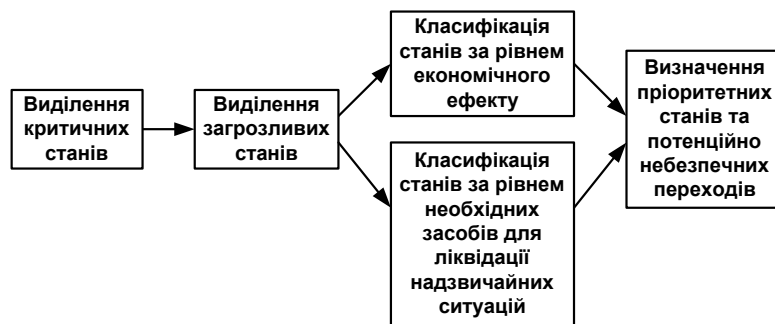 Виділення
критичних
станів
Виділення
загрозливих
станів
Класифікація
станів за рівнем
економічного
ефекту
Класифікація
станів за рівнем
необхідних
засобів для
ліквідації
надзвичайних
ситуацій
Визначення
пріоритетних
станів та
потенційно
небезпечних
переходів